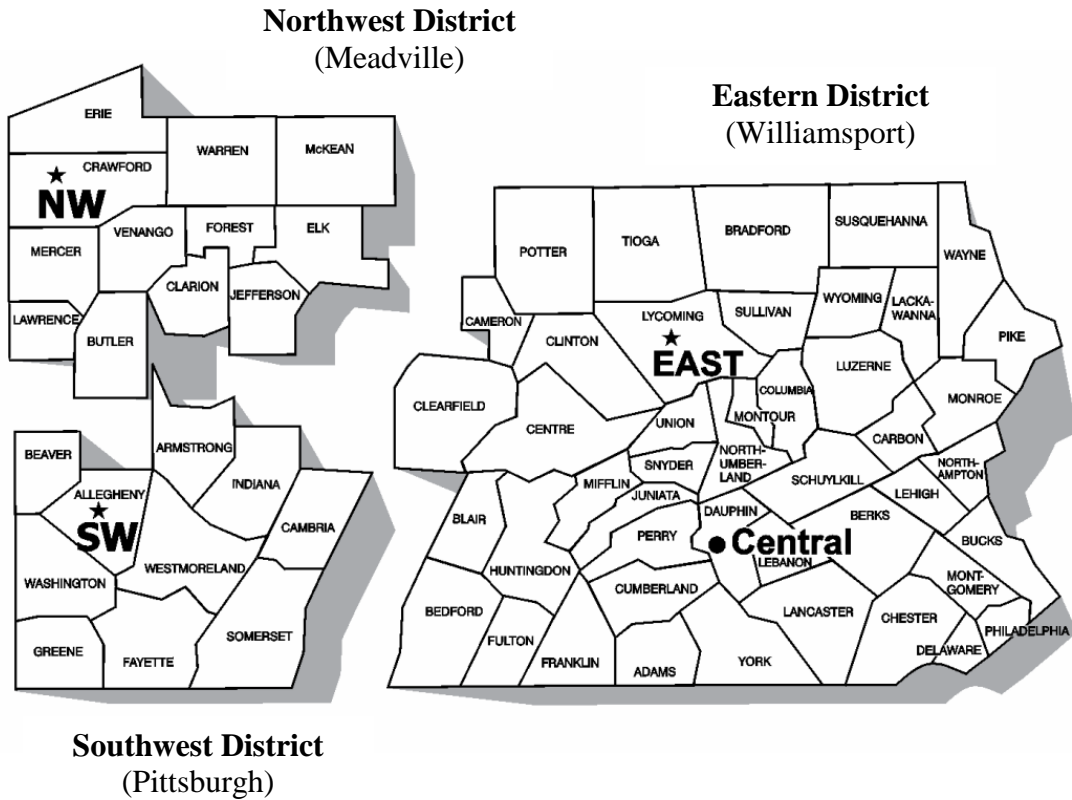 Northwest District
(Meadville)
Eastern District
(Williamsport)
ERIE
CRAWFORD
WARREN
McKEAN
NW
MERCER
VENANGO
FOREST
ELK
CLARION
JEFFERSON
LAWRENCE
BUTLER
BEAVER
ARMSTRONG
ALLEGHENY
INDIANA
SW
CAMBRIA
WASHINGTON
WESTMORELAND
GREENE
FAYETTE
SOMERSET
POTTER
TIOGA
BRADFORD
SUSQUEHANNA
WAYNE
CAMERON
LYCOMING
SULLIVAN
WYOMING
LACKA-
WANNA
CLINTON
EAST
PIKE
LUZERNE
CLEARFIELD
CENTRE
UNION
MONTOUR
COLUMBIA
MONROE
CARBON
SNYDER
NORTH-
UMBER-
LAND
MIFFLIN
JUNIATA
SCHUYLKILL
NORTH-
AMPTON
LEHIGH
BLAIR
PERRY
DAUPHIN
Central
LEBANON
BERKS
BUCKS
HUNTINGDON
CUMBERLAND
MONT-
GOMERY
BEDFORD
FULTON
FRANKLIN
ADAMS
YORK
LANCASTER
CHESTER
DELAWARE
PHILADELPHIA
Southwest District
(Pittsburgh)